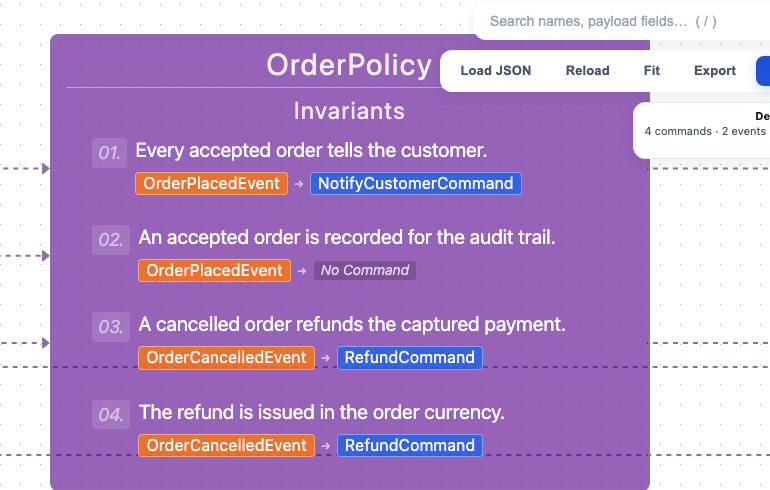 Search names, payload fields... ( / )
OrderPolicy
Load JSON Reload Fit Export
Invariants
De
4 commands · 2 events
01. Every accepted order tells the customer.
OrderPlacedEvent → NotifyCustomerCommand
02. An accepted order is recorded for the audit trail.
OrderPlacedEvent → No Command
03. A cancelled order refunds the captured payment.
OrderCancelledEvent → RefundCommand
04. The refund is issued in the order currency.
OrderCancelledEvent → RefundCommand